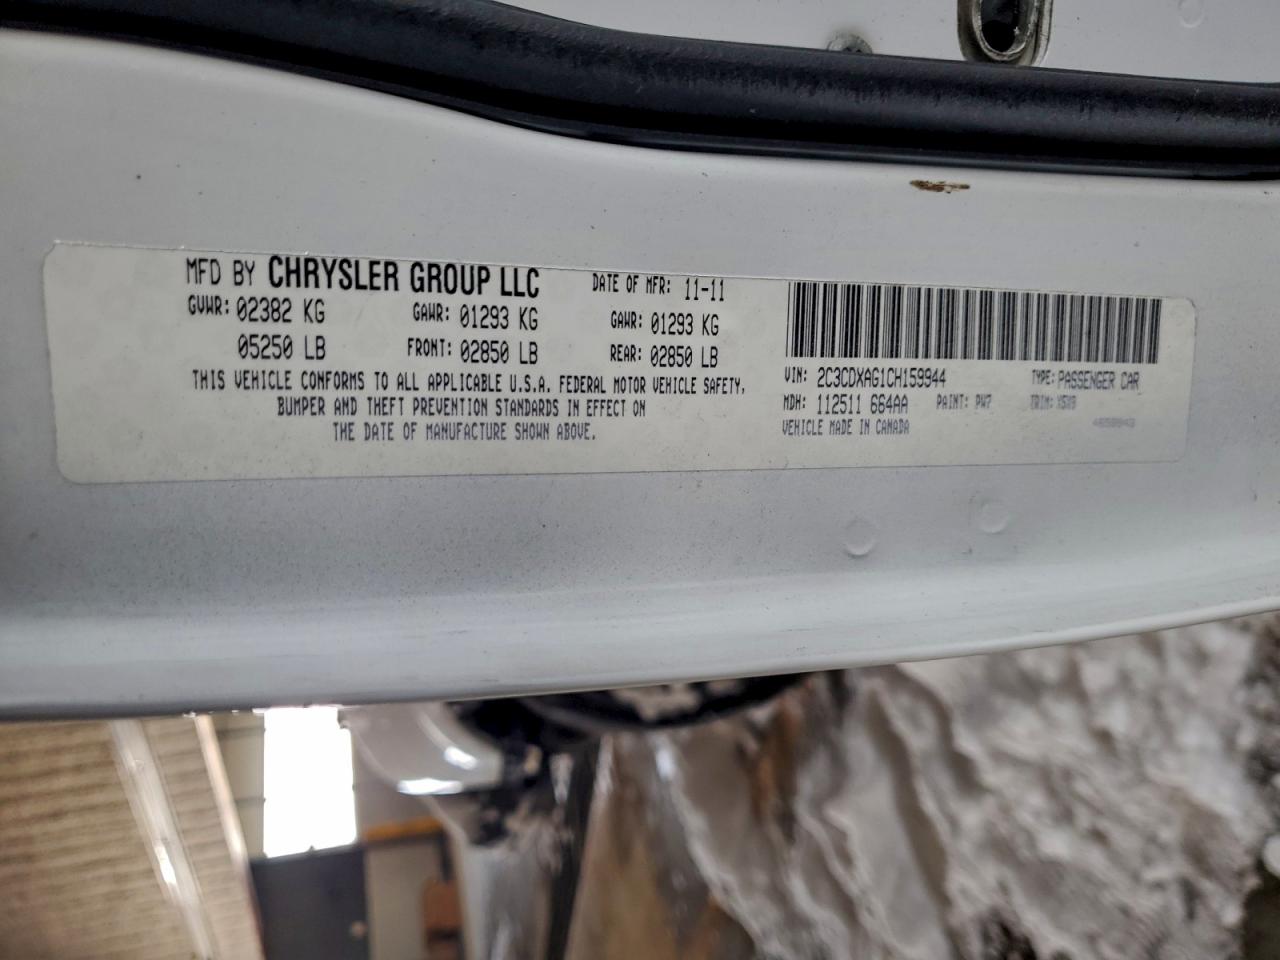 MFD BY CHRYSLER GROUP LLC DATE OF MFR: 11-11
GVWR: 02382 KG GAWR: 01293 KG GAWR: 01293 KG
05250 LB FRONT: 02850 LB REAR: 02850 LB
THIS VEHICLE CONFORMS TO ALL APPLICABLE U.S.A. FEDERAL MOTOR VEHICLE SAFETY,
BUMPER AND THEFT PREVENTION STANDARDS IN EFFECT ON
THE DATE OF MANUFACTURE SHOWN ABOVE.
VIN: 2C3CDXAG1CH159944 TYPE: PASSENGER CAR
MDH: 112511 664AA PAINT: PW7 TRIM:
VEHICLE MADE IN CANADA